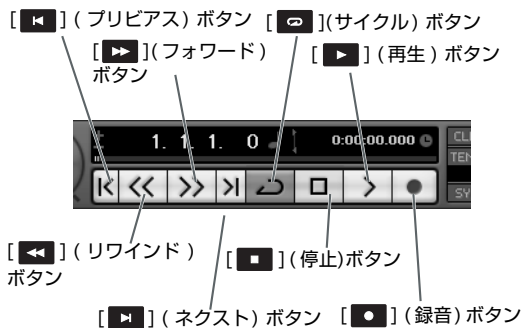 [ ] ( プリビアス) ボタン
[ ](サイクル) ボタン
[ ](フォワード)
ボタン
[ ] (再生) ボタン
1. 1. 1. 0
0:00:00.000
CL
TEN
SY
[ ] ( リワインド )
ボタン
[ ](停止)ボタン
[ ] ( ネクスト) ボタン
[ ] (録音) ボタン